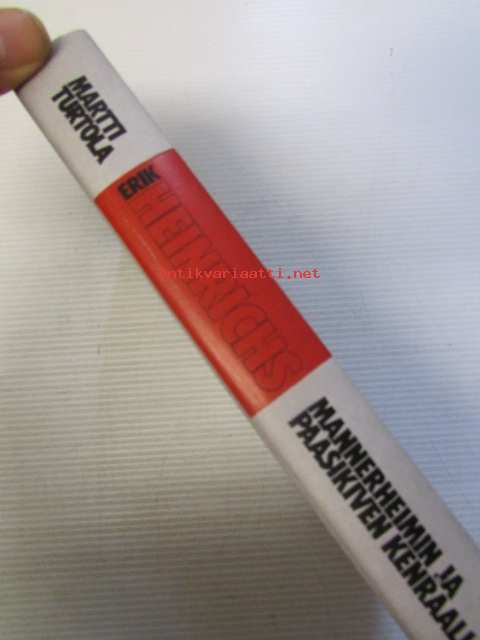 MARTTI
TURTOLA
ERIK
HEINRICHS
antikvariaatti.net
MANNERHEIMIN JA
PAASIKIVEN KENRAALI